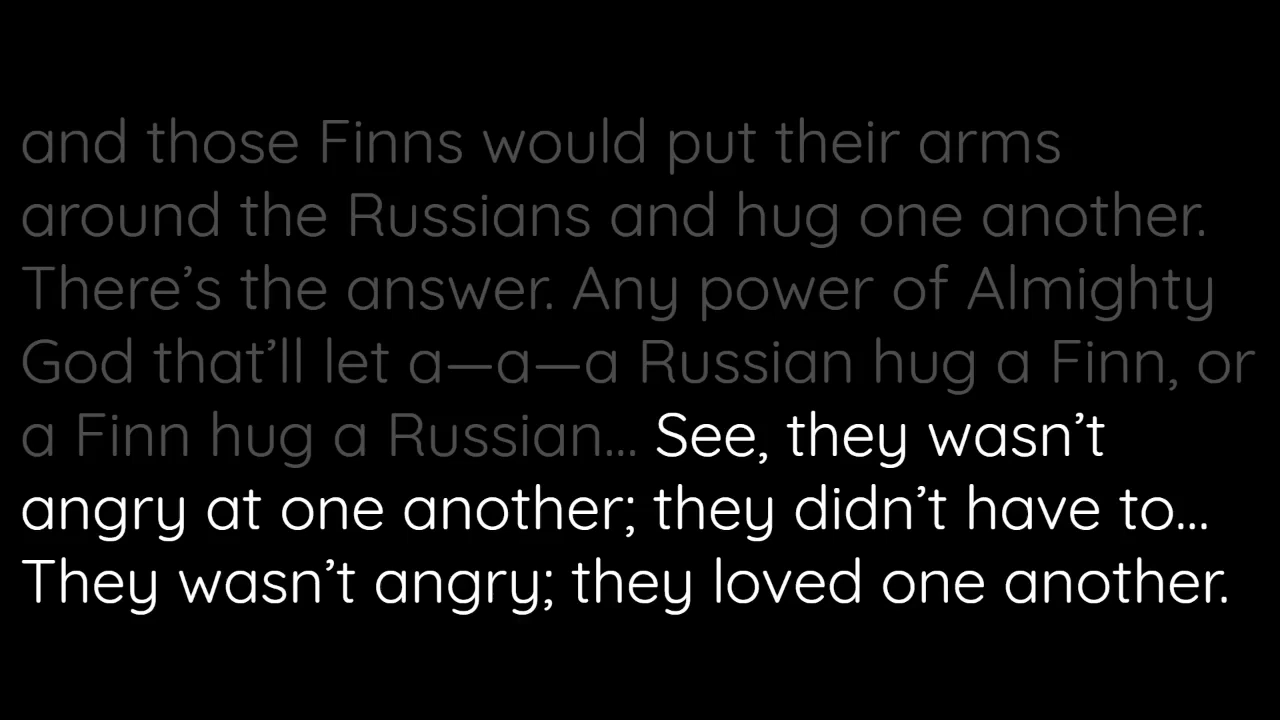 and those Finns would put their arms
around the Russians and hug one another.
There’s the answer. Any power of Almighty
God that’ll let a—a—a Russian hug a Finn, or
a Finn hug a Russian... See, they wasn’t
angry at one another; they didn’t have to...
They wasn’t angry; they loved one another.